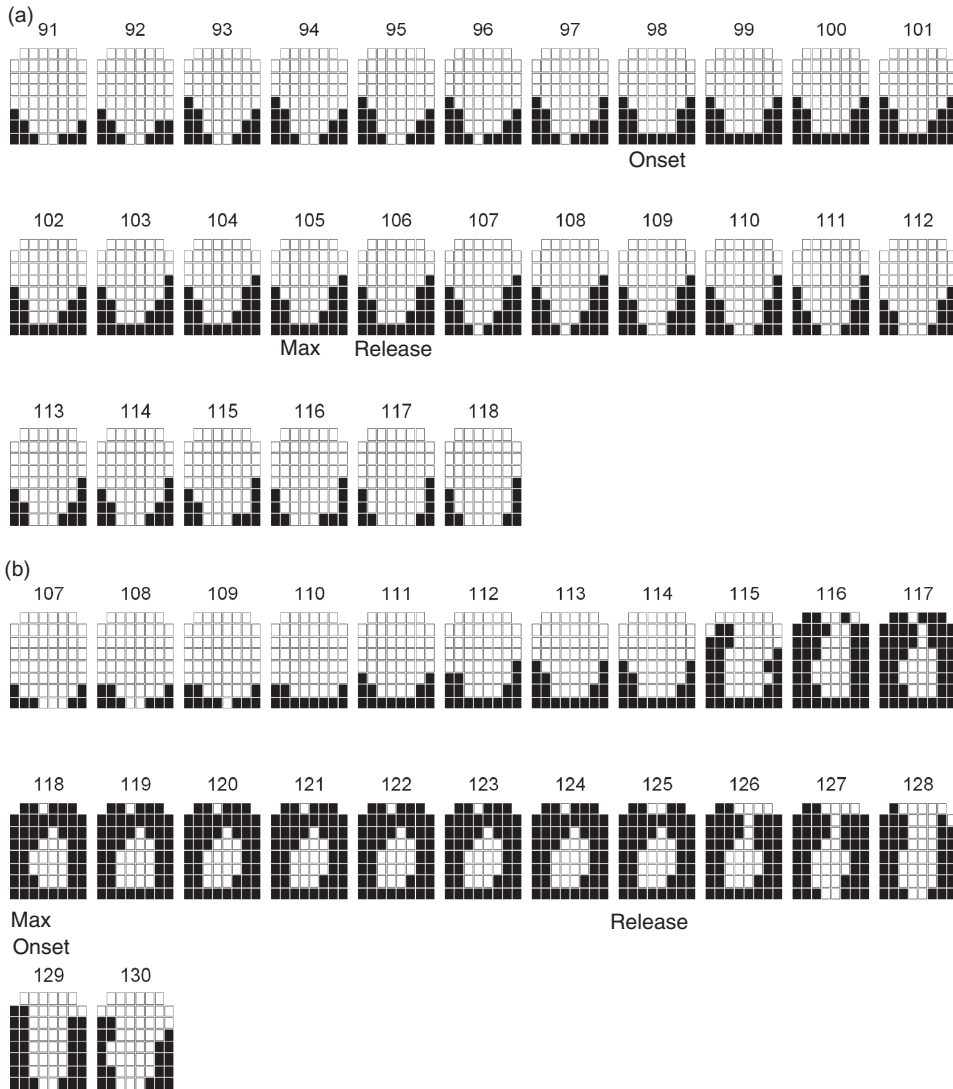 (a)
91 92 93 94 95 96 97 98 99 100 101
Onset
102 103 104 105 106 107 108 109 110 111 112
Max Release
113 114 115 116 117 118
(b)
107 108 109 110 111 112 113 114 115 116 117
118 119 120 121 122 123 124 125 126 127 128
Max Release
Onset
129 130